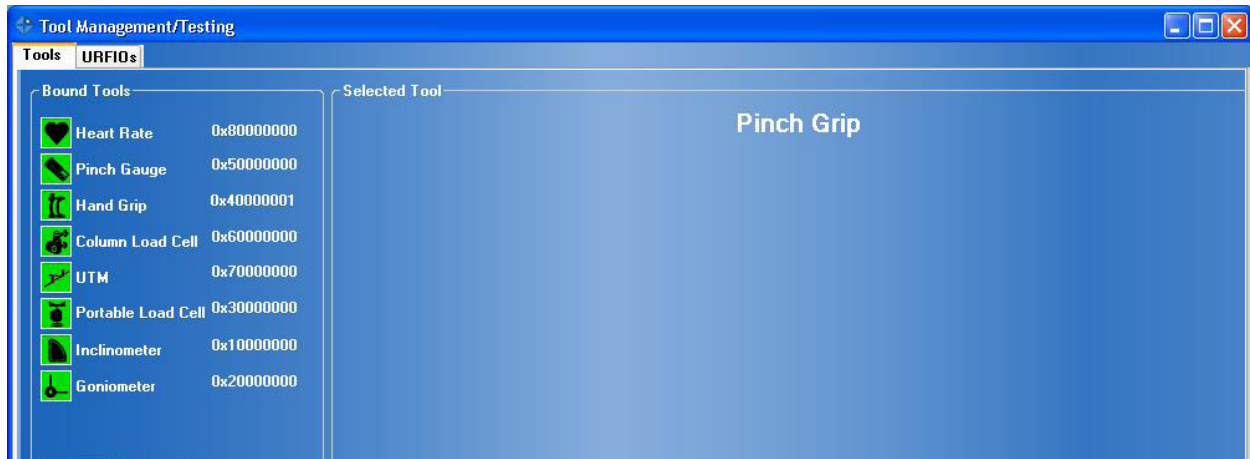 Tool Management/Testing
Tools URFIOs
Bound Tools
Heart Rate 0x80000000
Pinch Gauge 0x50000000
Hand Grip 0x40000001
Column Load Cell 0x60000000
UTM 0x70000000
Portable Load Cell 0x30000000
Inclinometer 0x10000000
Goniometer 0x20000000
Selected Tool
Pinch Grip